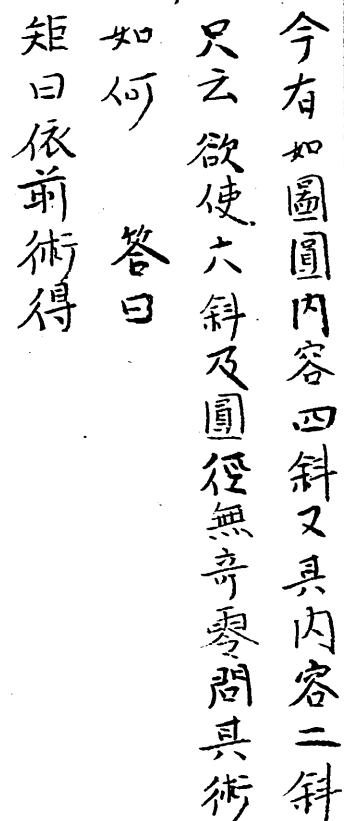 今有如圖圓内容四斜又其内容二斜
只云欲使六斜及圓径無竒零問其術
如何　答曰
矩曰依前術得